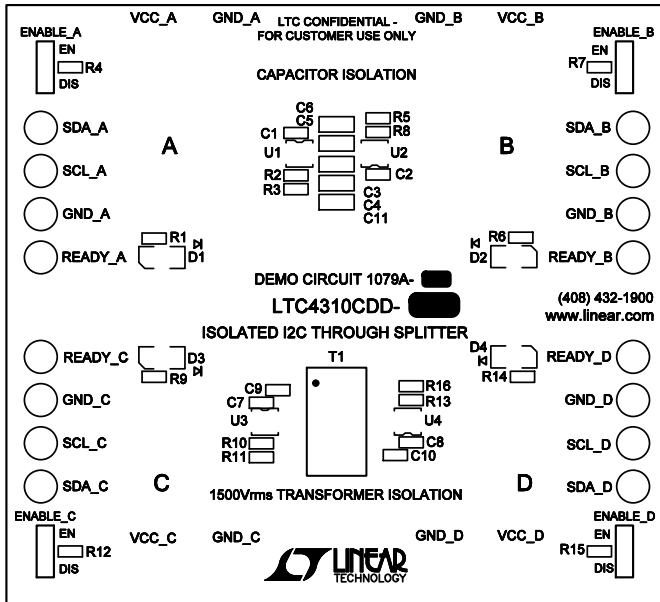 VCC_A GND_A LTC CONFIDENTIAL - GND_B VCC_B
FOR CUSTOMER USE ONLY
ENABLE_A ENABLE_B
EN EN
R4 R7
DIS DIS
CAPACITOR ISOLATION
C6
C5 R5
C1 R8
SDA_A A U1 U2 B SDA_B
SCL_A R2 C2 SCL_B
R3 C3
C4
C11
GND_A GND_B
R1 R6
READY_A D1 D2 READY_B
DEMO CIRCUIT 1079A-
LTC4310CDD- (408) 432-1900
www.linear.com
ISOLATED I2C THROUGH SPLITTER
READY_C D3 T1 D4 READY_D
R9 R14
C9 R16
C7 R13
GND_C U3 U4 GND_D
SCL_C R10 C8 SCL_D
R11 C10
SDA_C C D SDA_D
1500Vrms TRANSFORMER ISOLATION
ENABLE_C ENABLE_D
EN VCC_C GND_C GND_D VCC_D EN
R12 R15
DIS DIS
LINEAR
TECHNOLOGY